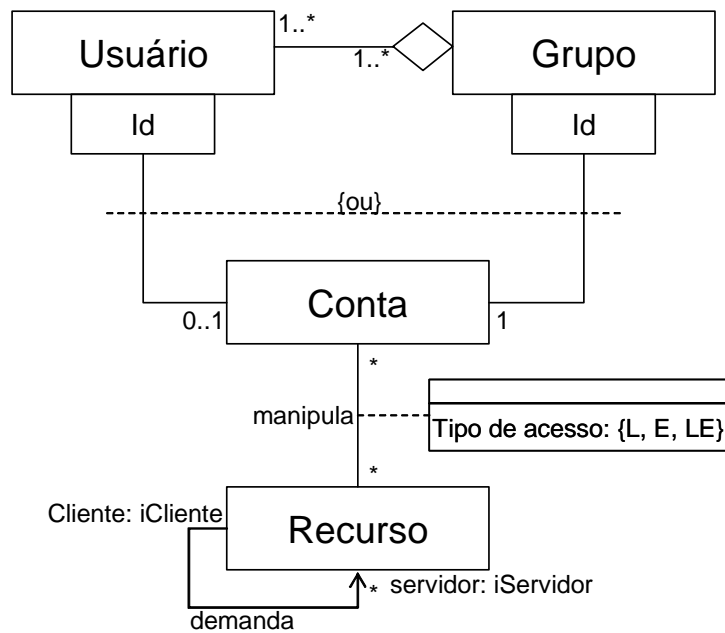 1..*
Usuário
1..*
Grupo
Id
Id
{ou}
Conta
0..1
1
*
manipula
Tipo de acesso: {L, E, LE}
*
Cliente: iCliente
Recurso
* servidor: iServidor
demanda